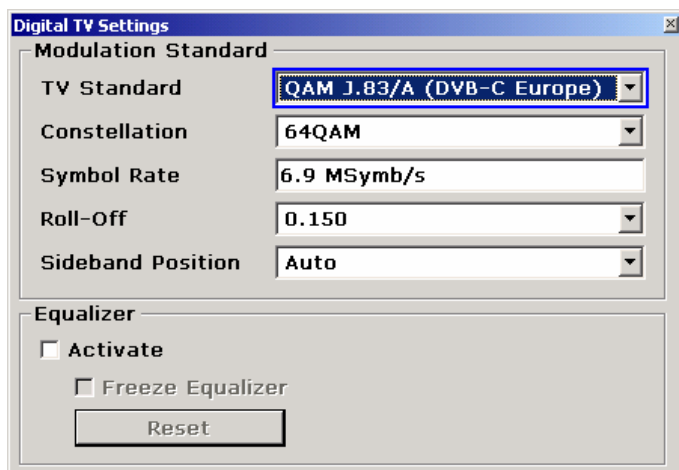 Digital TV Settings
Modulation Standard
TV Standard QAM J.83/A (DVB-C Europe)
Constellation 64QAM
Symbol Rate 6.9 MSymb/s
Roll-Off 0.150
Sideband Position Auto
Equalizer
Activate
Freeze Equalizer
Reset